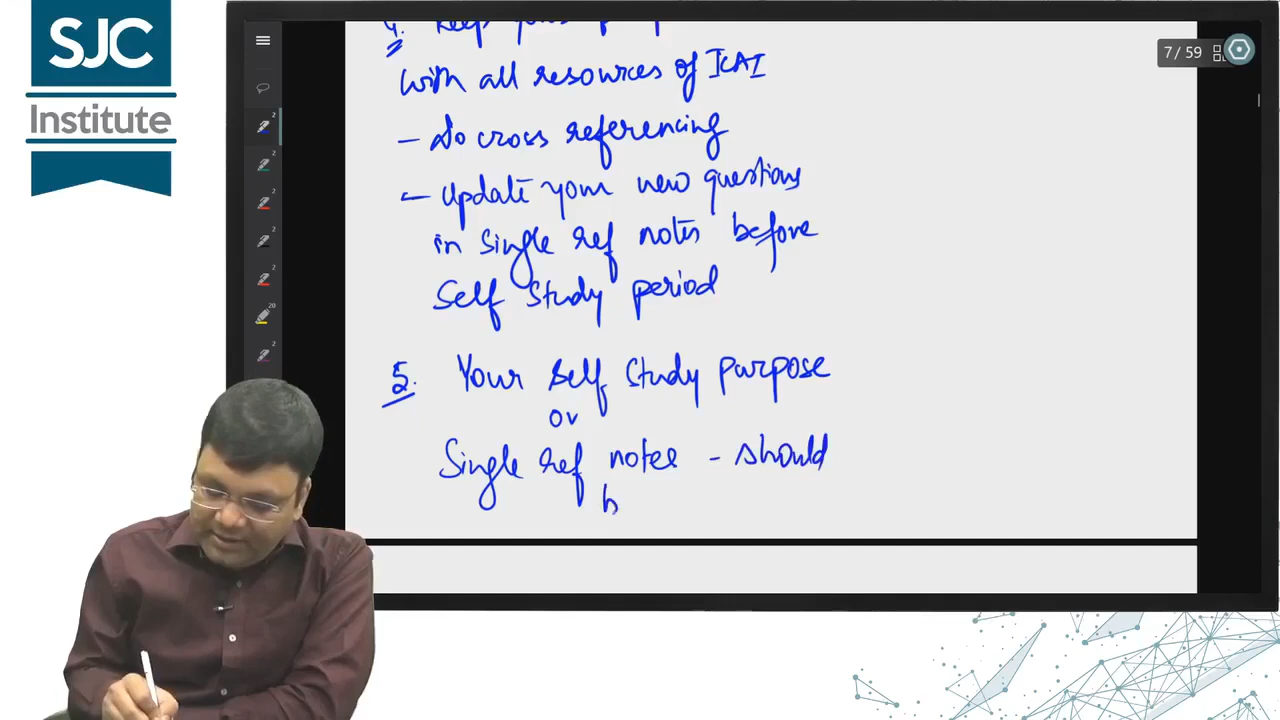 SJC
Institute
7 / 59
4.
with all resources of ICAI
- do cross referencing
- update your new questions
in single ref notes before
self study period
5. Your self study purpose
or
single ref notes - should
b